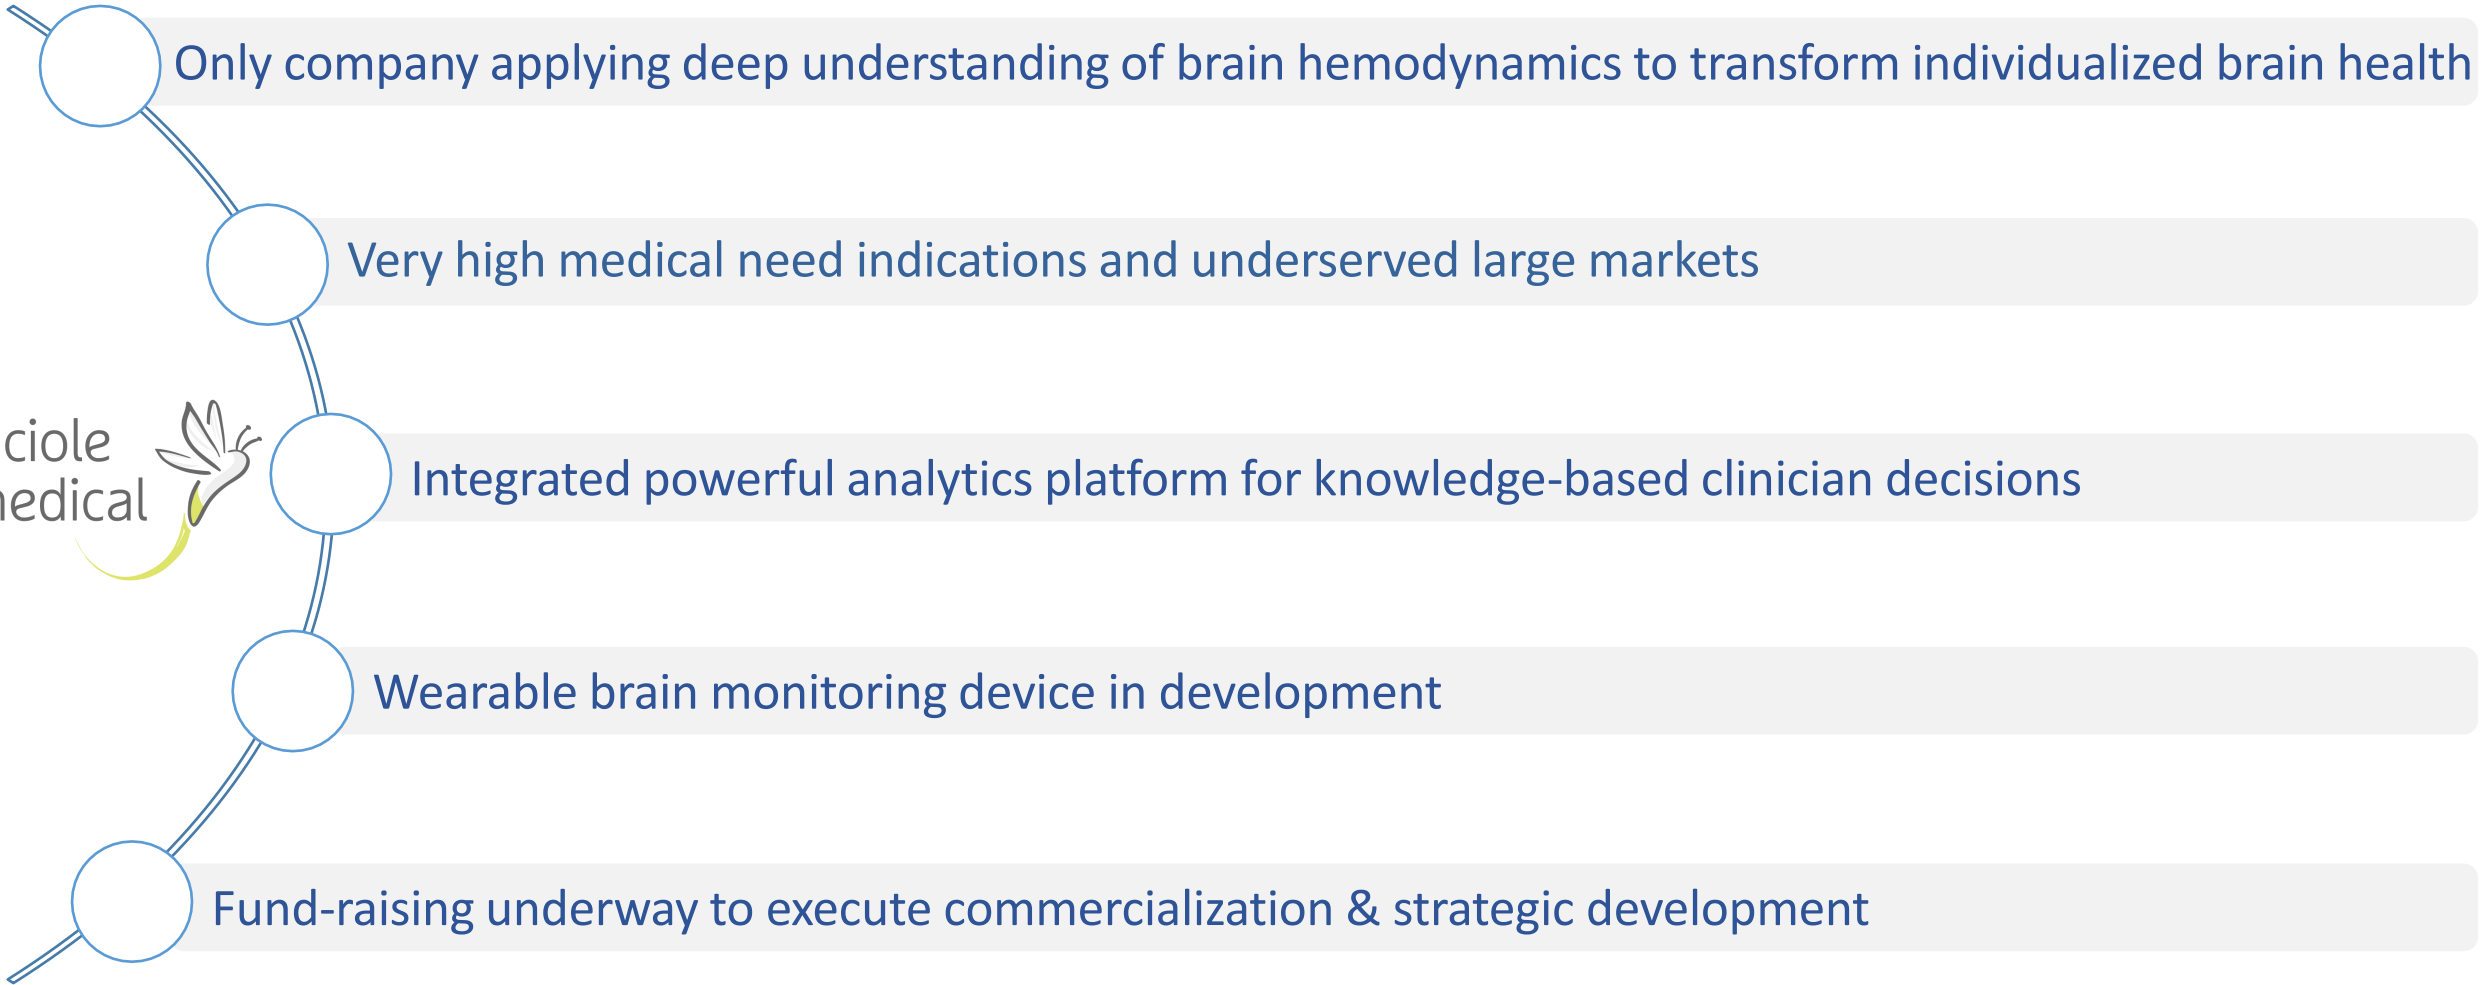 Only company applying deep understanding of brain hemodynamics to transform individualized brain health
Very high medical need indications and underserved large markets
ciole
edical
Integrated powerful analytics platform for knowledge-based clinician decisions
Wearable brain monitoring device in development
Fund-raising underway to execute commercialization & strategic development